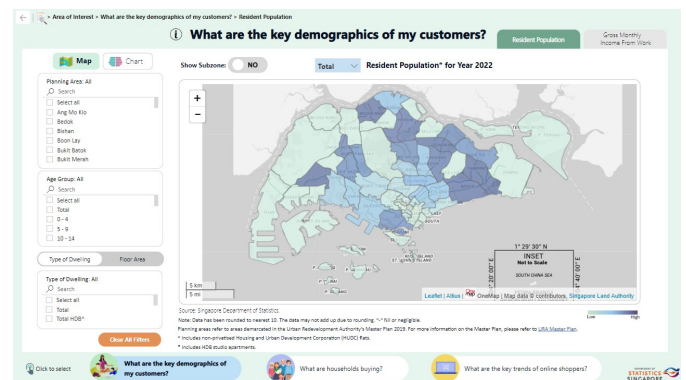 > Area of Interest > What are the key demographics of my customers? > Resident Population
What are the key demographics of my customers?
Resident Population
Gross Monthly
Income From Work
Map
Chart
Show Subzone:
NO
Total
Resident Population* for Year 2022
Planning Area: All
Search
Select all
Ang Mo Kio
Bedok
Bishan
Boon Lay
Bukit Batok
Bukit Merah
Age Group: All
Search
Select all
Total
0 - 4
5 - 9
10 - 14
Type of Dwelling
Floor Area
Type of Dwelling: All
Search
Select all
Total
Total HDB*
Clear All Filters
+
−
1° 29' 30" N
INSET
Not to Scale
SOUTH CHINA SEA
5 km
5 mi
Leaflet | Atlius | OneMap | Map data © contributors, Singapore Land Authority
Low
High
Source: Singapore Department of Statistics.
Note: Data has been rounded to nearest 10. The data may not add up due to rounding. "-" Nil or negligible.
Planning areas refer to areas demarcated in the Urban Redevelopment Authority's Master Plan 2019. For more information on the Master Plan, please refer to URA Master Plan.
* Includes non-privatised Housing and Urban Development Corporation (HUDC) flats.
* Includes HDB studio apartments.
Click to select
What are the key demographics of
my customers?
What are households buying?
What are the key trends of online shoppers?
DEPARTMENT OF
STATISTICS
SINGAPORE